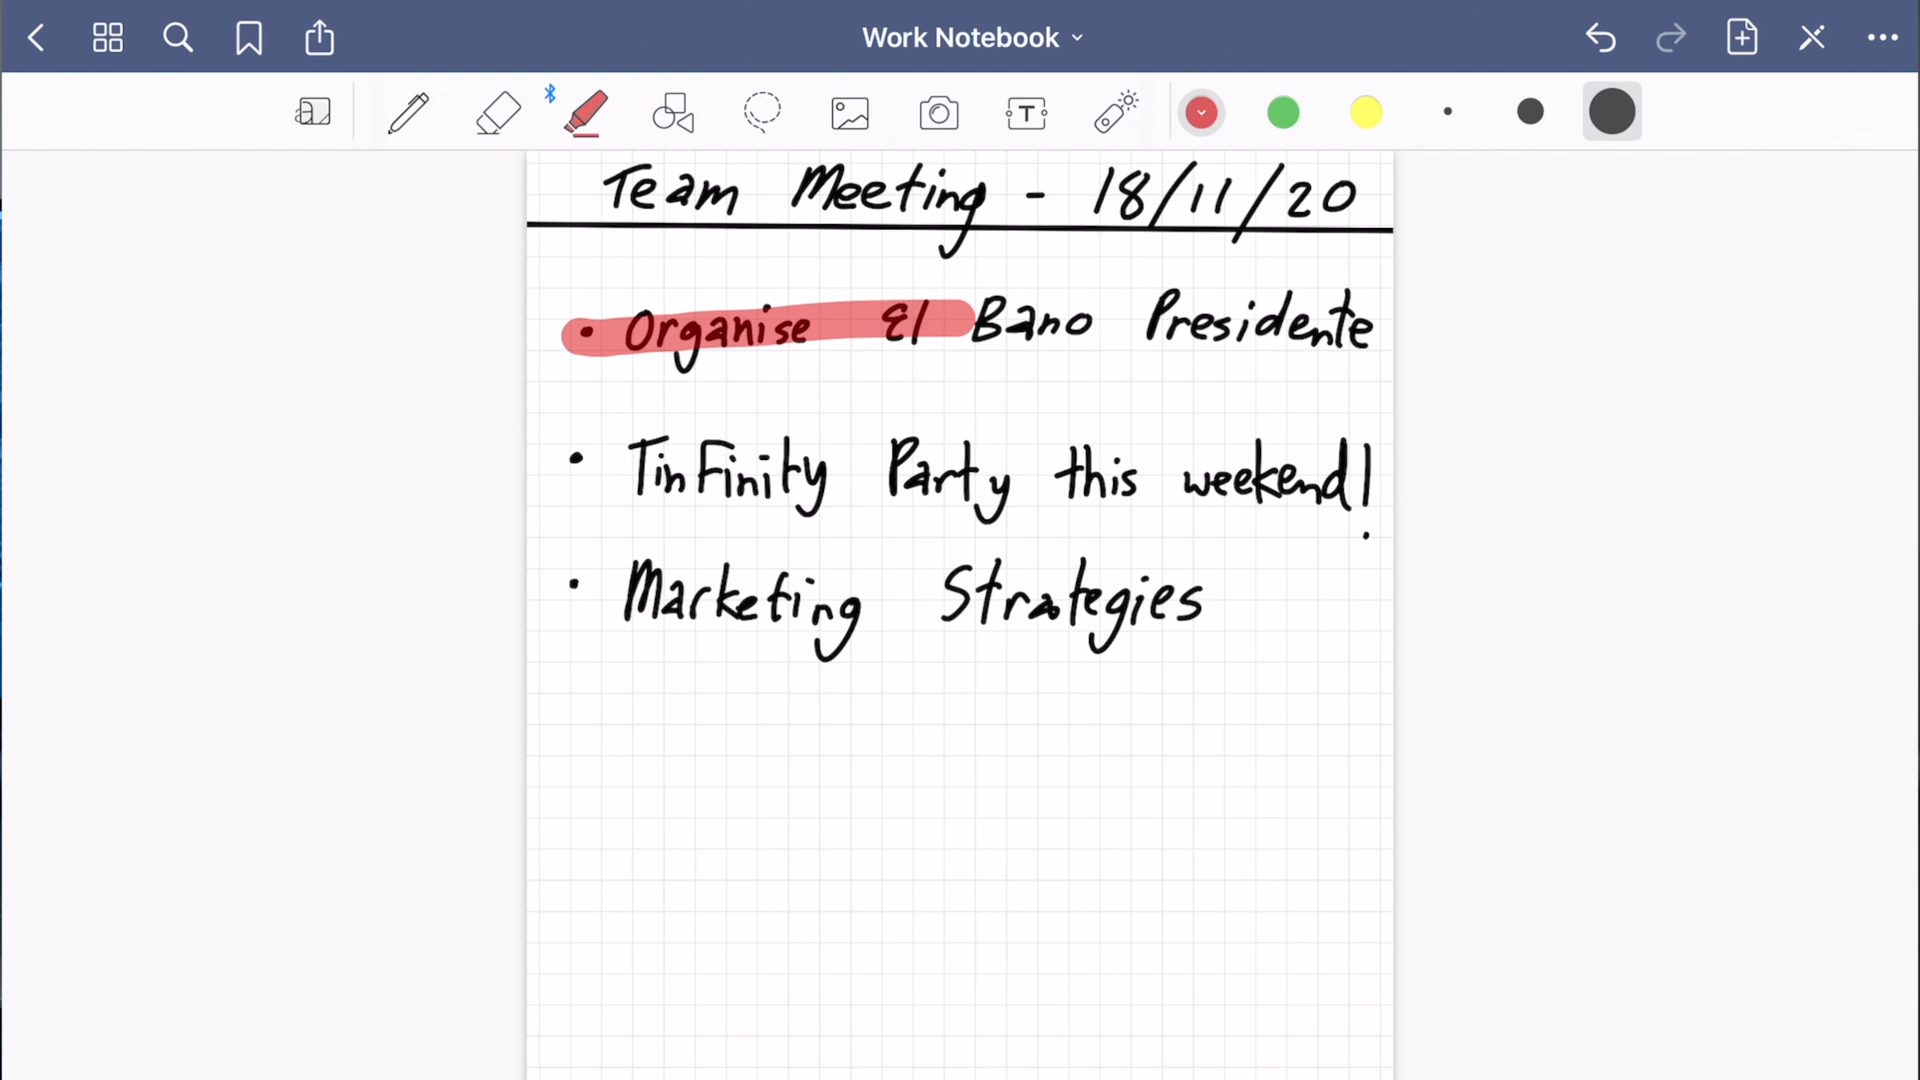 Work Notebook
T
Team Meeting - 18/11/20
• Organise El Bano Presidente
• Tinfinity Party this weekend!
• Marketing Strategies